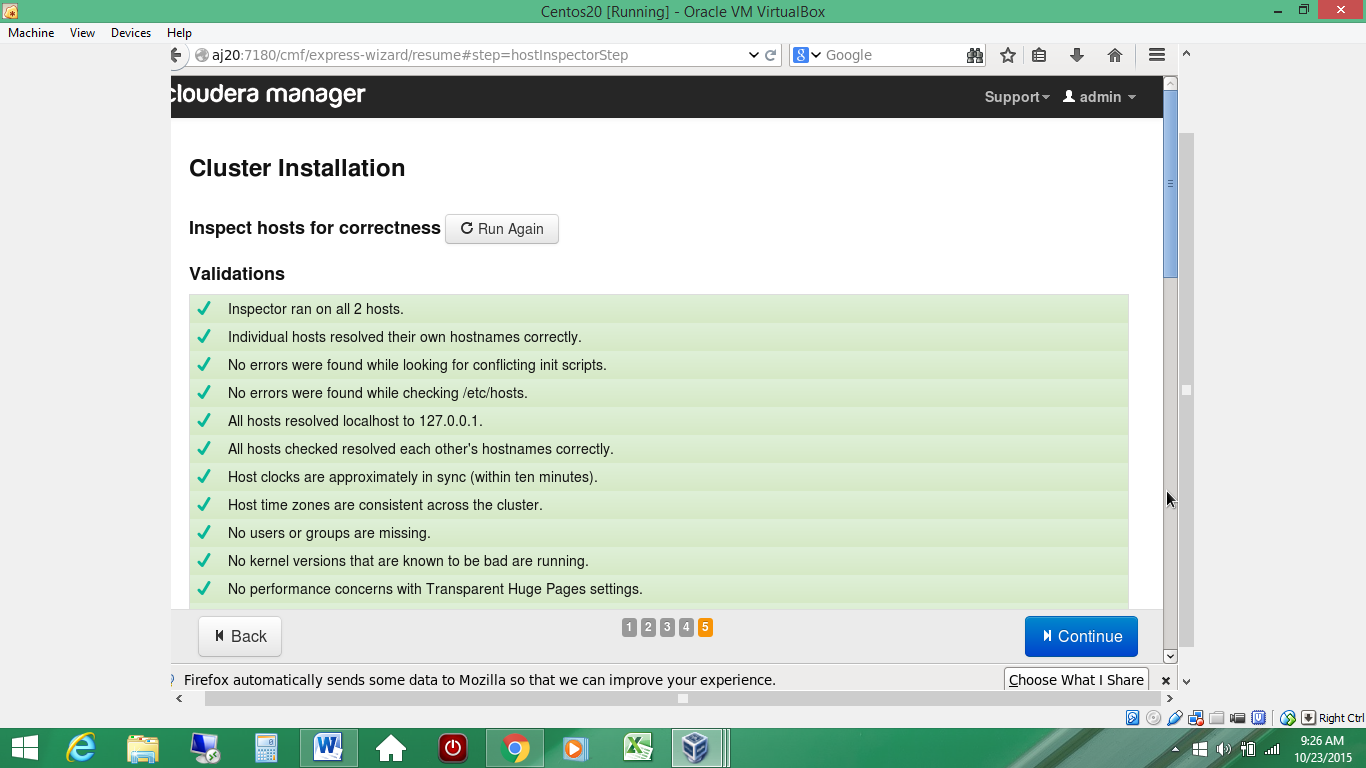 Centos20 [Running] - Oracle VM VirtualBox
Machine View Devices Help
aj20:7180/cmf/express-wizard/resume#step=hostInspectorStep Google
cloudera manager Support admin
Cluster Installation
Inspect hosts for correctness Run Again
Validations
Inspector ran on all 2 hosts.
Individual hosts resolved their own hostnames correctly.
No errors were found while looking for conflicting init scripts.
No errors were found while checking /etc/hosts.
All hosts resolved localhost to 127.0.0.1.
All hosts checked resolved each other's hostnames correctly.
Host clocks are approximately in sync (within ten minutes).
Host time zones are consistent across the cluster.
No users or groups are missing.
No kernel versions that are known to be bad are running.
No performance concerns with Transparent Huge Pages settings.
Back 1 2 3 4 5 Continue
Firefox automatically sends some data to Mozilla so that we can improve your experience. Choose What I Share
Right Ctrl
9:26 AM
10/23/2015